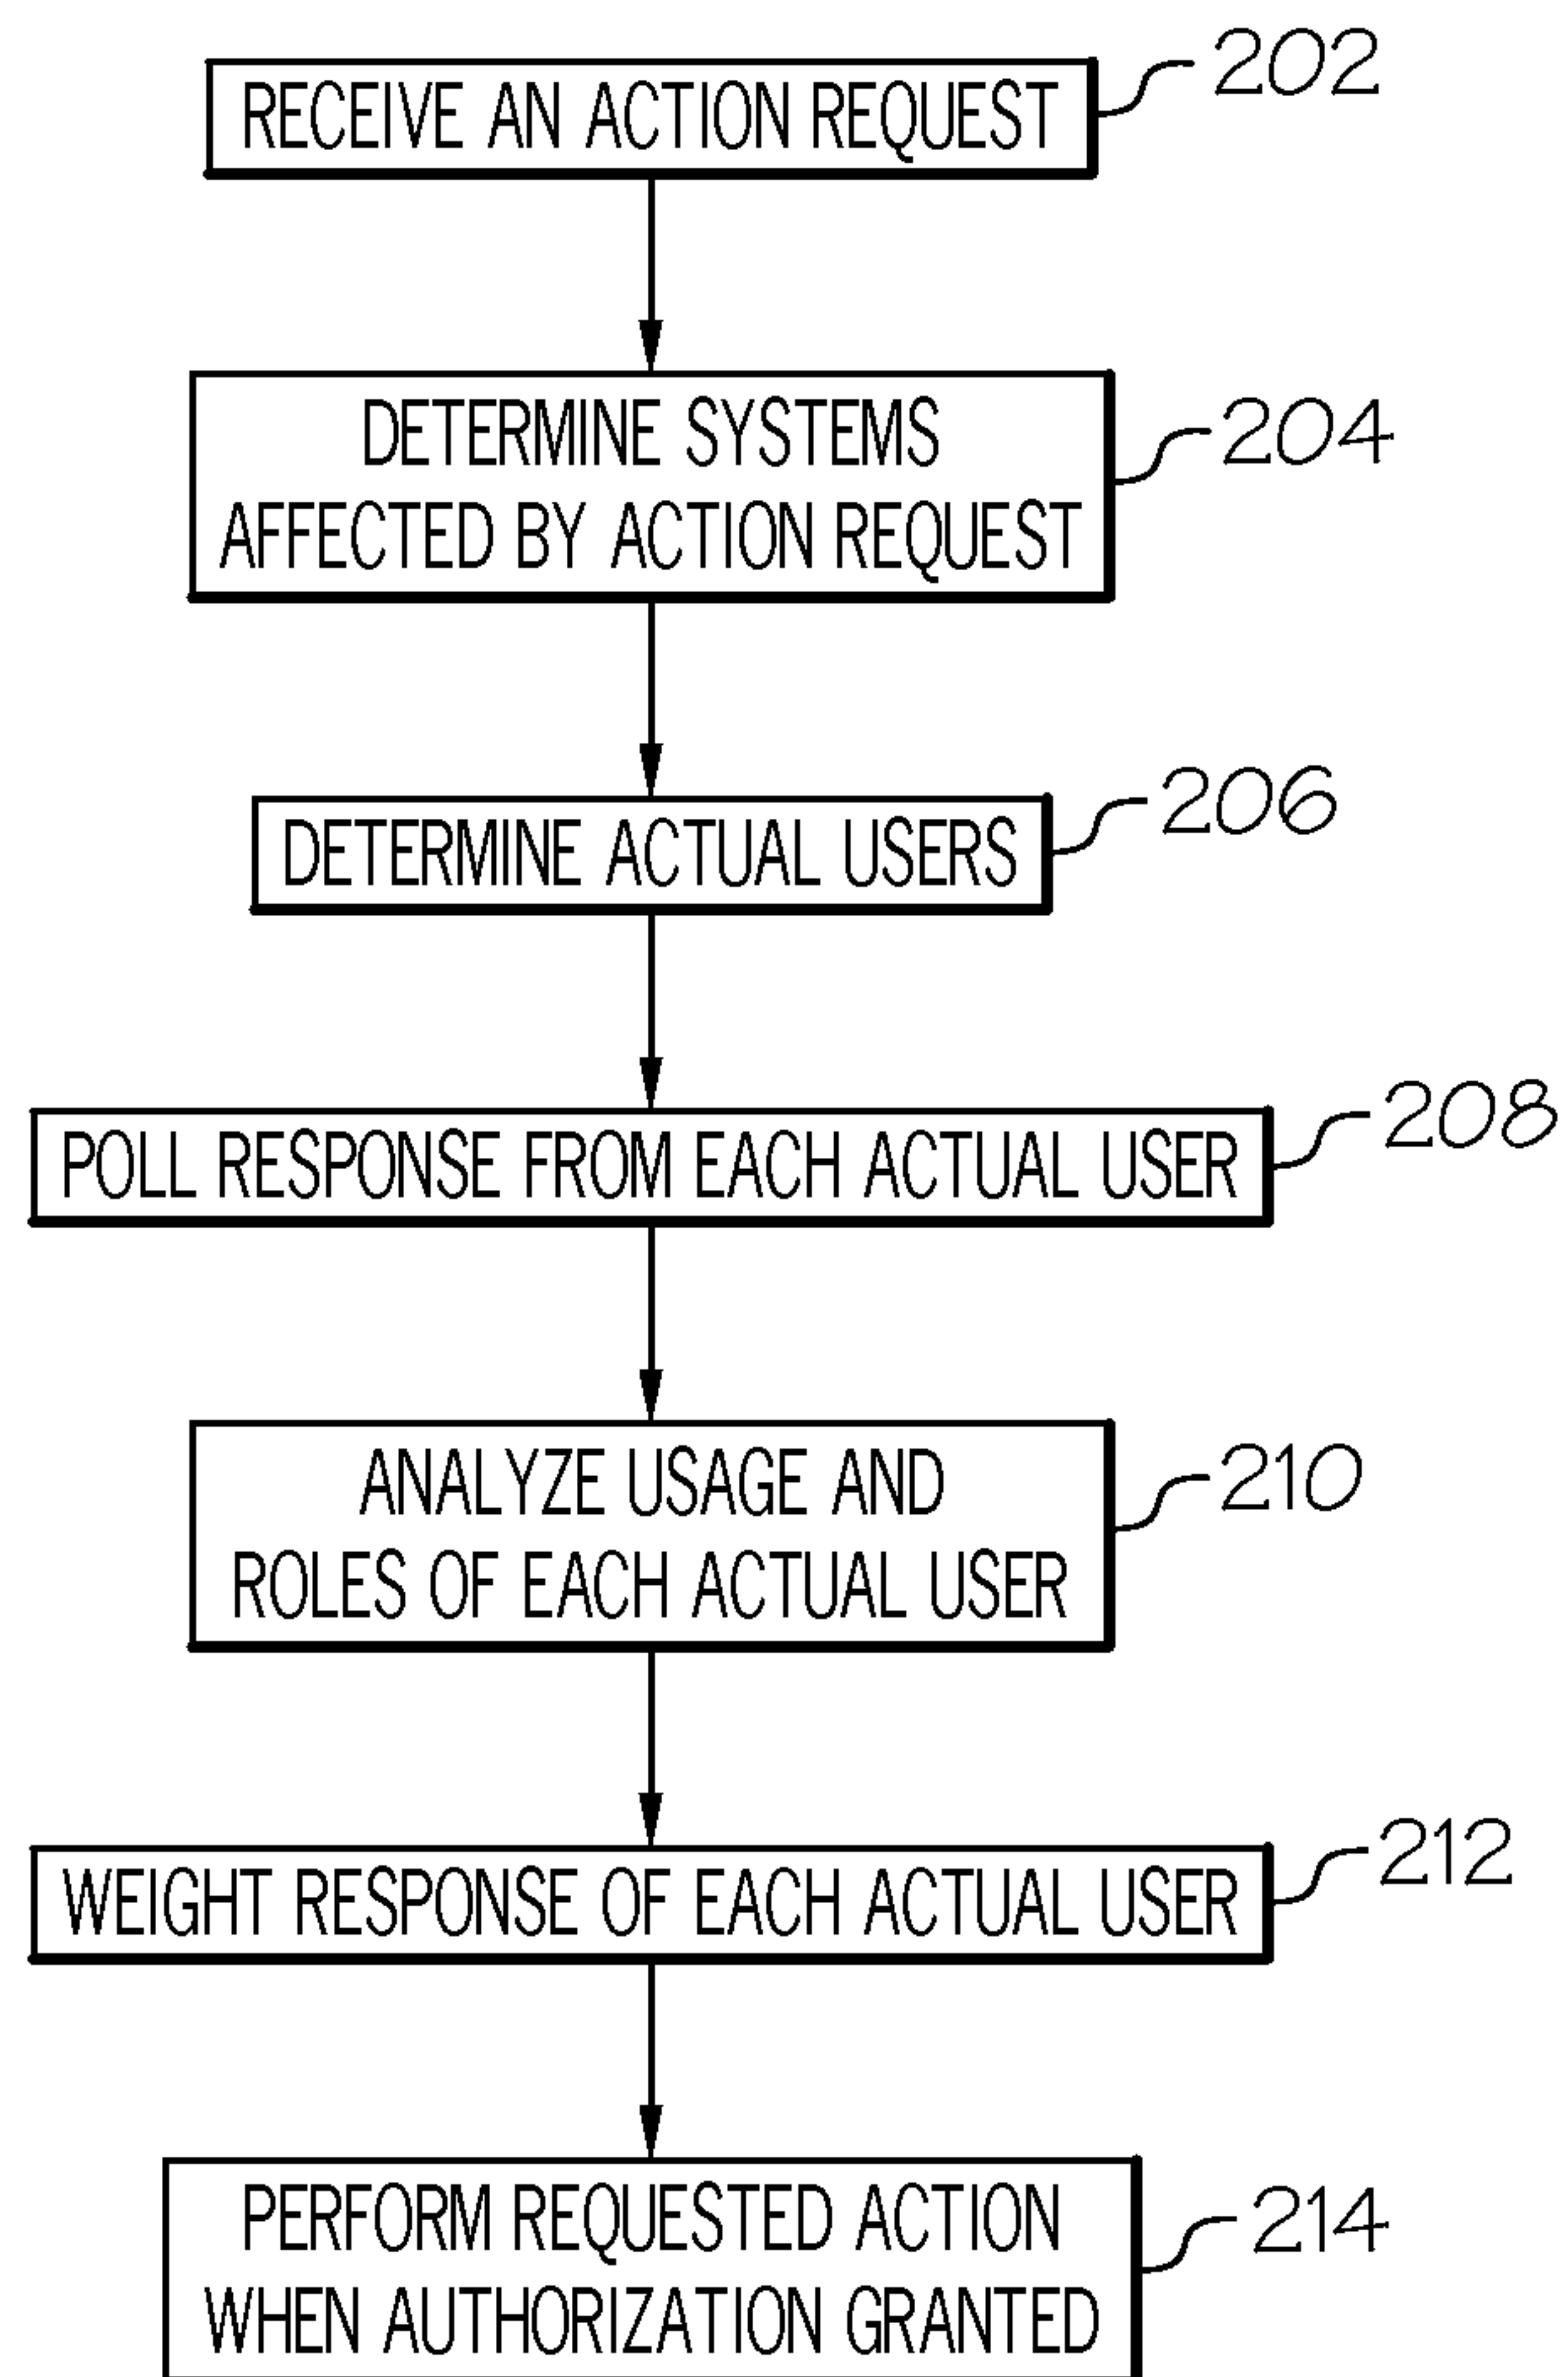 RECEIVE AN ACTION REQUEST
202
DETERMINE SYSTEMS
AFFECTED BY ACTION REQUEST
204
DETERMINE ACTUAL USERS
206
POLL RESPONSE FROM EACH ACTUAL USER
208
ANALYZE USAGE AND
ROLES OF EACH ACTUAL USER
210
WEIGHT RESPONSE OF EACH ACTUAL USER
212
PERFORM REQUESTED ACTION
WHEN AUTHORIZATION GRANTED
214